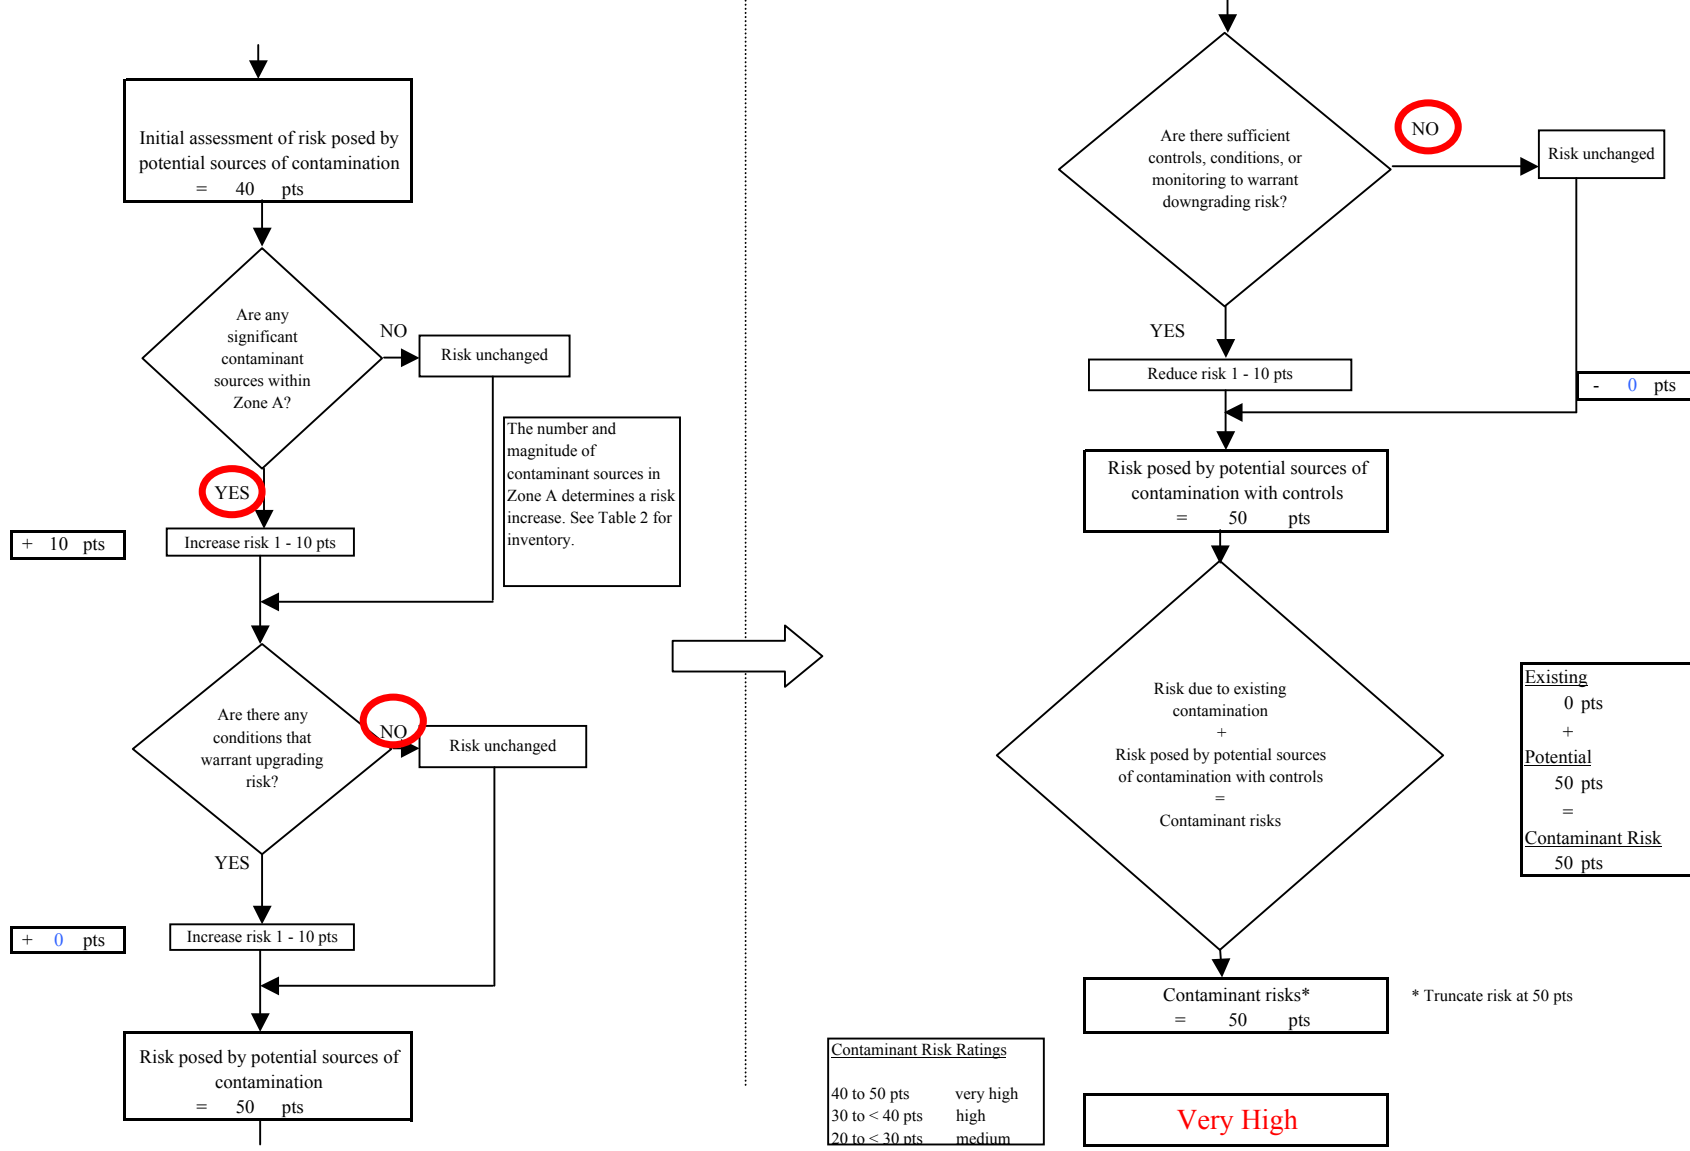 Initial assessment of risk posed by
potential sources of contamination
= 40 pts
Are any
significant
contaminant
sources within
Zone A?
NO
Risk unchanged
The number and
magnitude of
contaminant sources in
Zone A determines a risk
increase. See Table 2 for
inventory.
YES
+ 10 pts
Increase risk 1 - 10 pts
Are there any
conditions that
warrant upgrading
risk?
NO
Risk unchanged
YES
+ 0 pts
Increase risk 1 - 10 pts
Risk posed by potential sources of
contamination
= 50 pts
Are there sufficient
controls, conditions, or
monitoring to warrant
downgrading risk?
NO
Risk unchanged
YES
Reduce risk 1 - 10 pts
- 0 pts
Risk posed by potential sources of
contamination with controls
= 50 pts
Risk due to existing
contamination
+
Risk posed by potential sources
of contamination with controls
=
Contaminant risks
Existing
0 pts
+
Potential
50 pts
=
Contaminant Risk
50 pts
Contaminant risks*
= 50 pts
* Truncate risk at 50 pts
Contaminant Risk Ratings
40 to 50 pts very high
30 to < 40 pts high
20 to < 30 pts medium
Very High